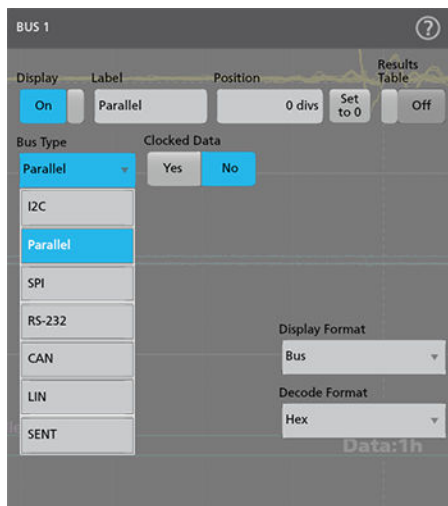 BUS 1
?
Display Label Position Results Table
On Parallel 0 divs Set to 0 Off
Bus Type Clocked Data
Parallel Yes No
I2C
Parallel
SPI
RS-232
CAN
LIN
SENT
Display Format
Bus
Decode Format
Hex
Data:1h